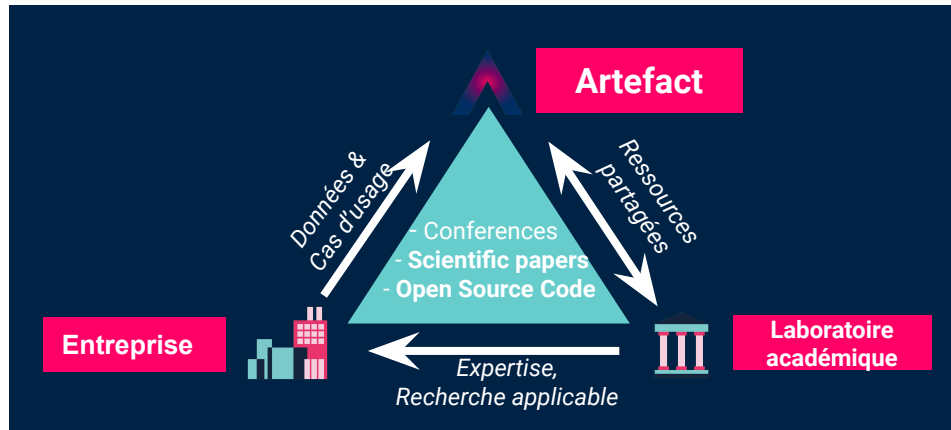 Artefact
Données &
Cas d'usage
Ressources
partagées
- Conferences
- Scientific papers
- Open Source Code
Entreprise
Laboratoire
académique
Expertise,
Recherche applicable